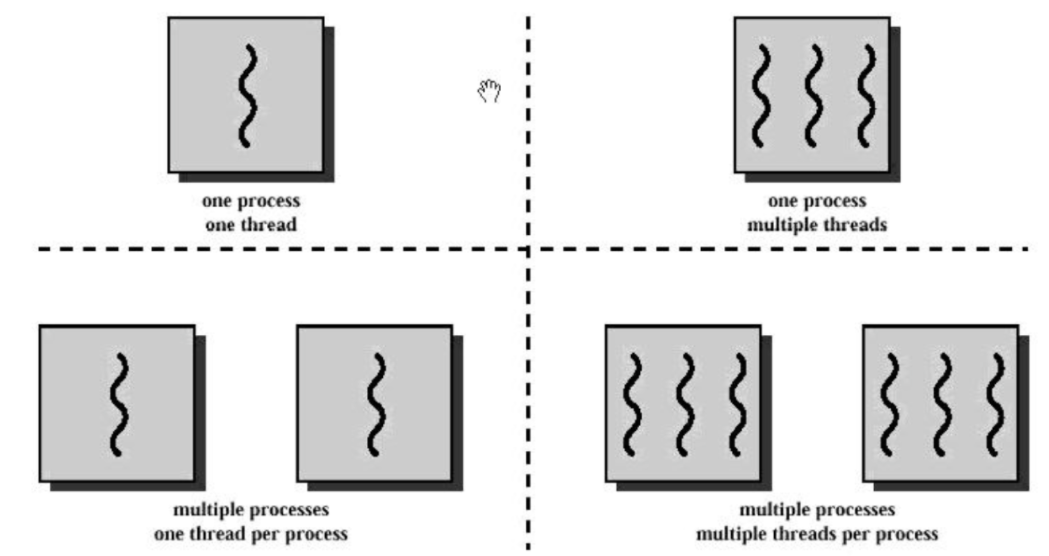 one process
one thread
one process
multiple threads
multiple processes
one thread per process
multiple processes
multiple threads per process